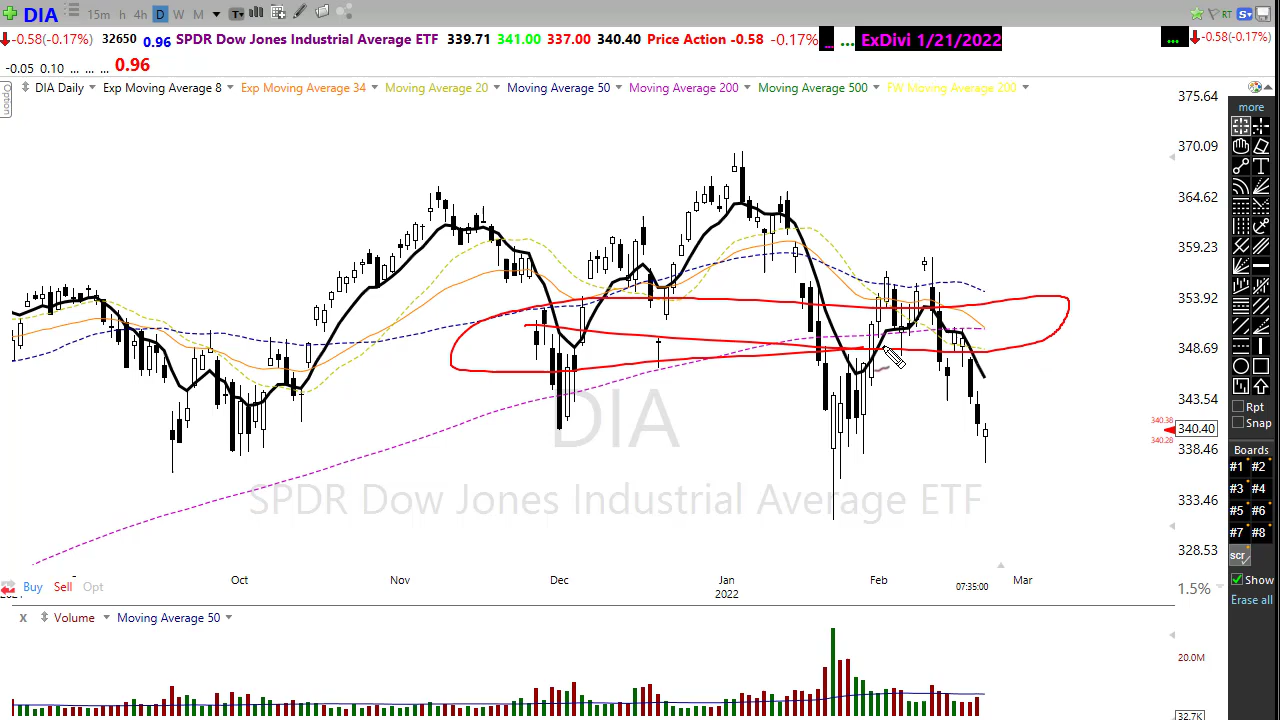 DIA 15m h 4h D W M T RT S
-0.58(-0.17%) 32650 0.96 SPDR Dow Jones Industrial Average ETF 339.71 341.00 337.00 340.40 Price Action -0.58 -0.17% ... ... ExDivi 1/21/2022 ... -0.58(-0.17%)
-0.05 0.10 ... ... ... 0.96
Option
DIA Daily Exp Moving Average 8 Exp Moving Average 34 Moving Average 20 Moving Average 50 Moving Average 200 Moving Average 500 FW Moving Average 200
375.64
370.09
364.62
359.23
353.92
348.69
343.54
340.38
340.40
340.28
338.46
333.46
328.53
DIA
SPDR Dow Jones Industrial Average ETF
Oct Nov Dec Jan Feb Mar
2022
07:35:00
Buy Sell Opt
1.5%
X Volume Moving Average 50
20.0M
32.7K
more
T
Rpt
Snap
Boards
#1 #2
#3 #4
#5 #6
#7 #8
scr
Show
Erase all